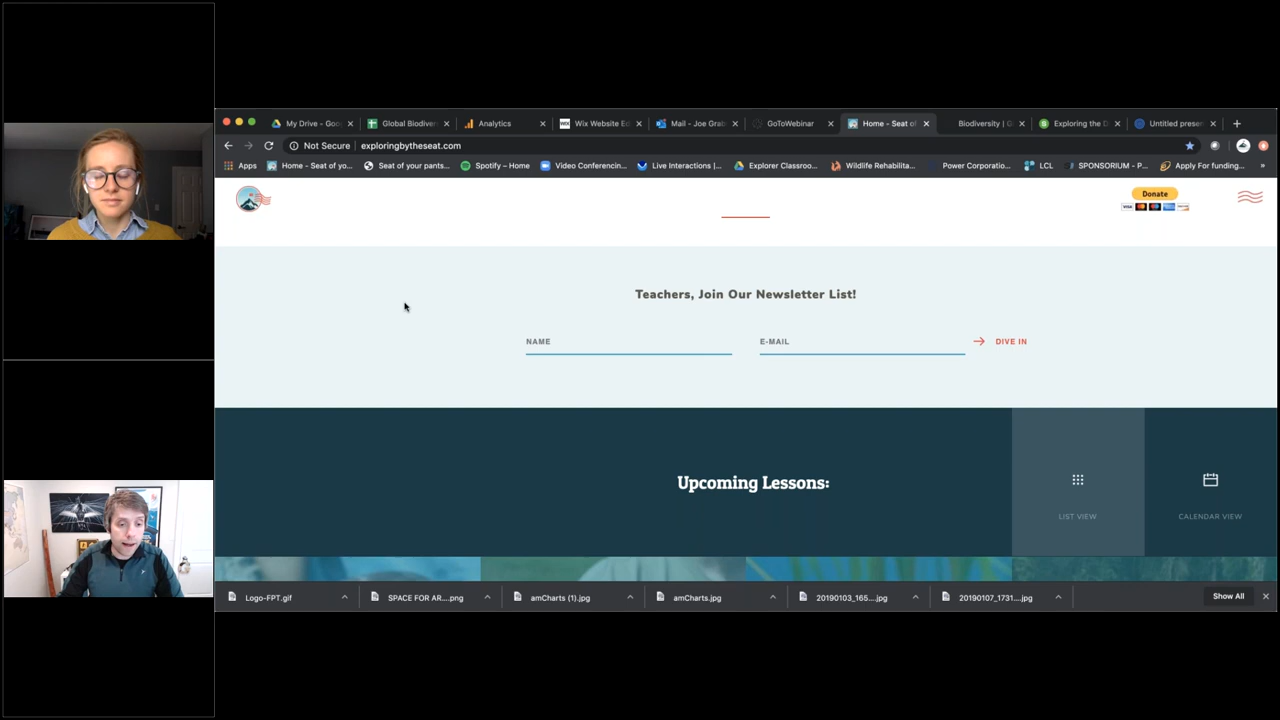 My Drive – Goo
Global Biodiver
Analytics
Wix Website Ed
Mail – Joe Grab
GoToWebinar
Home – Seat of
Biodiversity | G
Exploring the D
Untitled prese
Not Secure
exploringbytheseat.com
Apps
Home – Seat of yo...
Seat of your pants...
Spotify – Home
Video Conferencin...
Live Interactions |...
Explorer Classroo...
Wildlife Rehabilita...
Power Corporatio...
LCL
SPONSORIUM – P...
Apply For funding...
»
Donate
VISA
Teachers, Join Our Newsletter List!
NAME
E-MAIL
DIVE IN
Upcoming Lessons:
LIST VIEW
CALENDAR VIEW
Logo-FPT.gif
SPACE FOR AR....png
amCharts (1).jpg
amCharts.jpg
20190103_165....jpg
20190107_1731....jpg
Show All